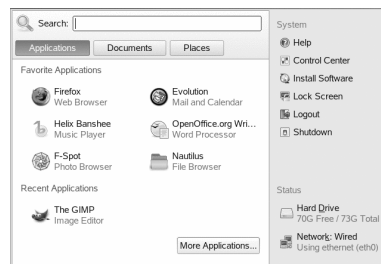 Search:
Applications
Documents
Places
Favorite Applications
Firefox
Web Browser
Evolution
Mail and Calendar
Helix Banshee
Music Player
OpenOffice.org Wri...
Word Processor
F-Spot
Photo Browser
Nautilus
File Browser
Recent Applications
The GIMP
Image Editor
More Applications...
System
Help
Control Center
Install Software
Lock Screen
Logout
Shutdown
Status
Hard Drive
70G Free / 73G Total
Network: Wired
Using ethernet (eth0)